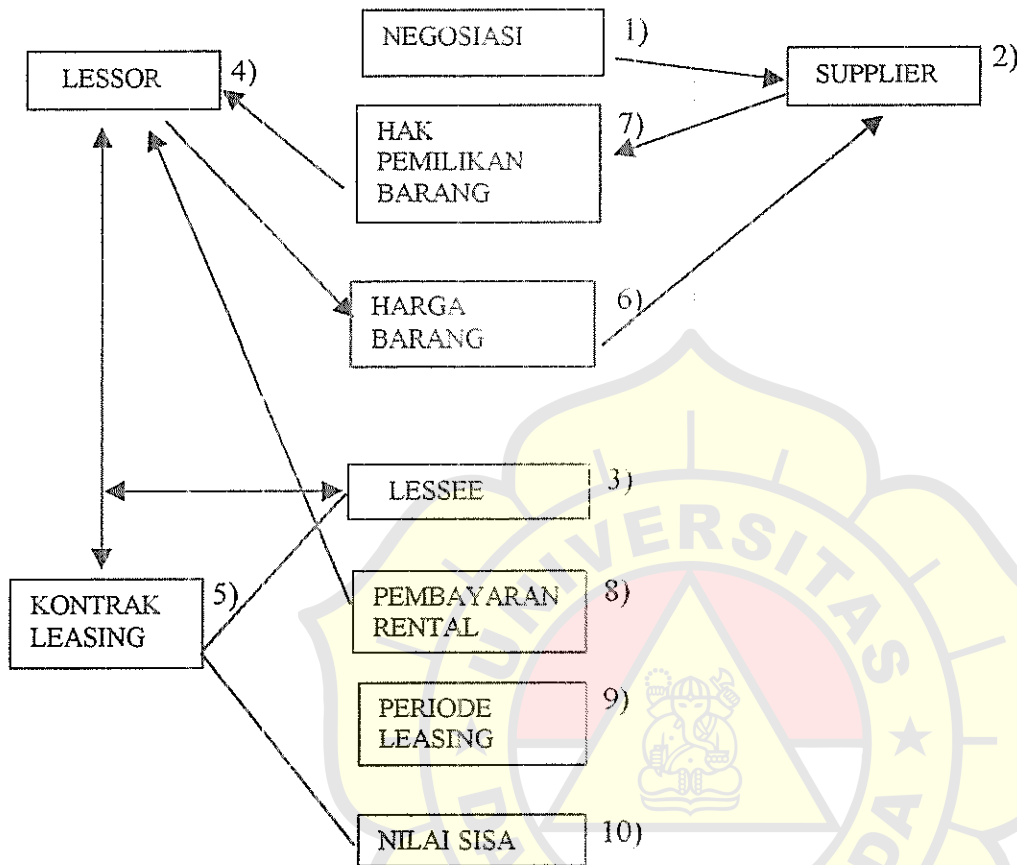 NEGOSIASI
1)
LESSOR
4)
SUPPLIER
2)
HAK
PEMILIKAN
BARANG
7)
HARGA
BARANG
6)
LESSEE
3)
KONTRAK
LEASING
5)
PEMBAYARAN
RENTAL
8)
PERIODE
LEASING
9)
NILAI SISA
10)
UNIVERSITAS